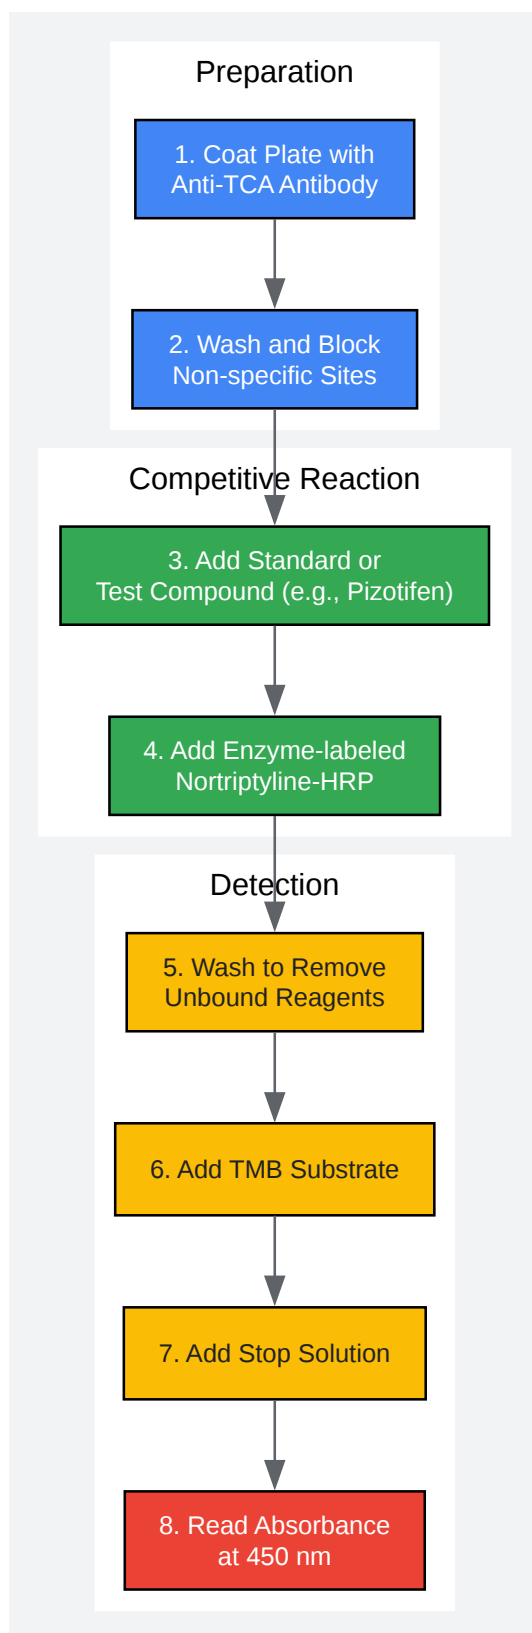 Preparation
1. Coat Plate with
Anti-TCA Antibody
2. Wash and Block
Non-specific Sites
Competitive Reaction
3. Add Standard or
Test Compound (e.g., Pizotifen)
4. Add Enzyme-labeled
Nortriptyline-HRP
Detection
5. Wash to Remove
Unbound Reagents
6. Add TMB Substrate
7. Add Stop Solution
8. Read Absorbance
at 450 nm